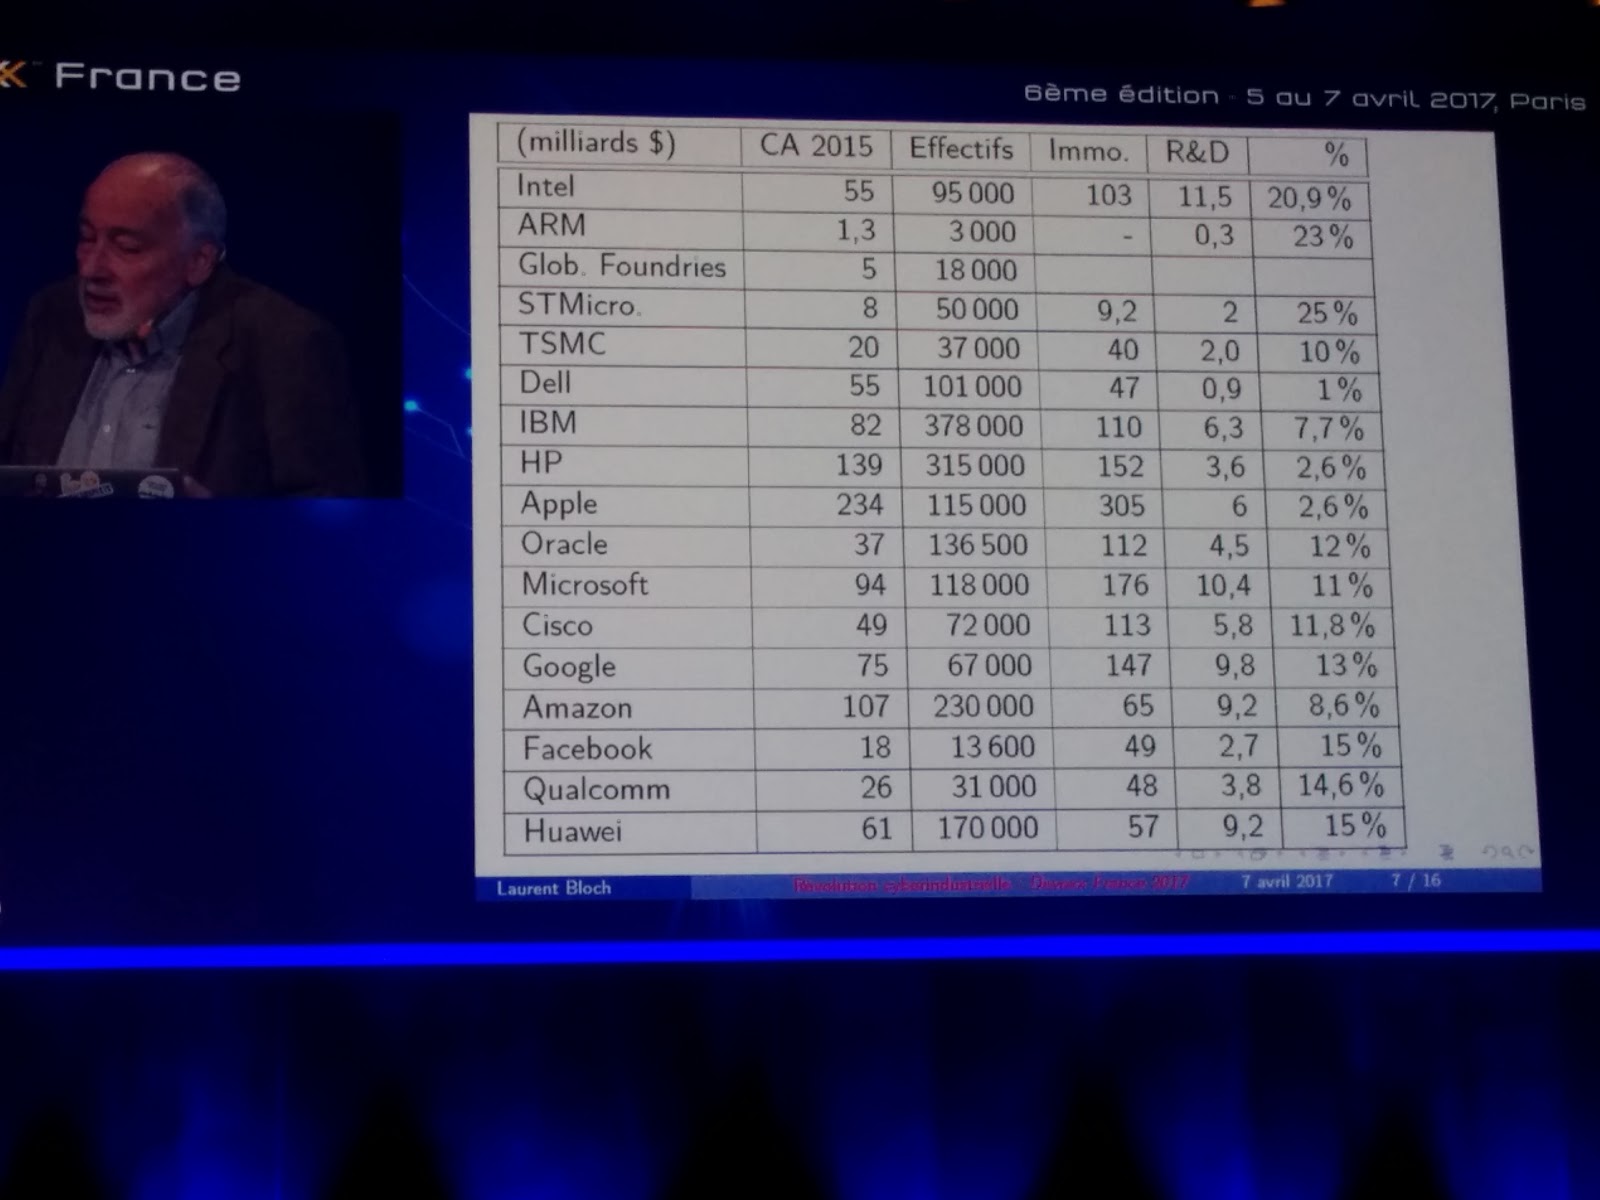 France
6ème édition - 5 au 7 avril 2017, Paris
(milliards $) CA 2015 Effectifs Immo. R&D %
Intel 55 95 000 103 11,5 20,9 %
ARM 1,3 3 000 - 0,3 23 %
Glob. Foundries 5 18 000
STMicro. 8 50 000 9,2 2 25 %
TSMC 20 37 000 40 2,0 10 %
Dell 55 101 000 47 0,9 1 %
IBM 82 378 000 110 6,3 7,7 %
HP 139 315 000 152 3,6 2,6 %
Apple 234 115 000 305 6 2,6 %
Oracle 37 136 500 112 4,5 12 %
Microsoft 94 118 000 176 10,4 11 %
Cisco 49 72 000 113 5,8 11,8 %
Google 75 67 000 147 9,8 13 %
Amazon 107 230 000 65 9,2 8,6 %
Facebook 18 13 600 49 2,7 15 %
Qualcomm 26 31 000 48 3,8 14,6 %
Huawei 61 170 000 57 9,2 15 %
Laurent Bloch Révolution cyberindustrielle Devoxx France 2017 7 avril 2017 7 / 16